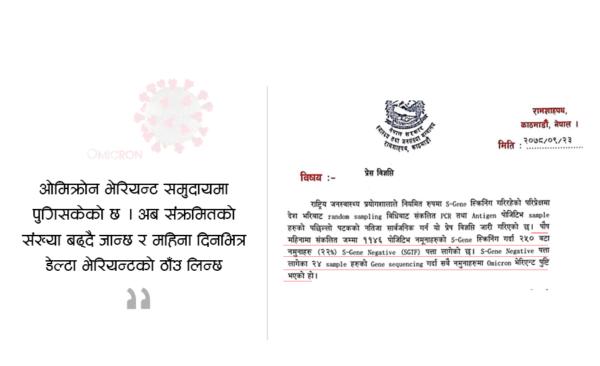 OMICRON
ओमिक्रोन भेरियन्ट समुदायमा
पुगिसकेको छ । अब संक्रमितको
संख्या बढ्दै जान्छ र महिना दिनभित्र
डेल्टा भेरियन्टको ठाँउ लिन्छ
रामशाहपथ,
काठमाडौं, नेपाल ।
मिति : २०७८/०९/२३
विषय :- प्रेस विज्ञप्ति
राष्ट्रिय जनस्वास्थ्य प्रयोगशालाले नियमित रुपमा S-Gene स्क्रिनिंग गरिरहेको परिप्रेक्षमा
देश भरिबाट random sampling विधिबाट संकलित PCR तथा Antigen पोजिटिभ sample
हरुको पछिल्लो पटकको नतिजा सार्वजनिक गर्न यो प्रेष विज्ञप्ति जारी गरिएको छ। पौष
महिनामा संकलित जम्मा ११४६ पोजिटिभ नमूनाहरुको S-Gene स्क्रिनिंग गर्दा २५० वटा
नमुनाह (२२%) S-Gene Negative (SGTF) पत्ता लागेको छ। S-Gene Negative पत्ता
लागेका २४ sample हरुको Gene sequencing गर्दा सबै नमुनाहरुमा Omicron भेरिएन्ट पुष्टि
भएको हो।